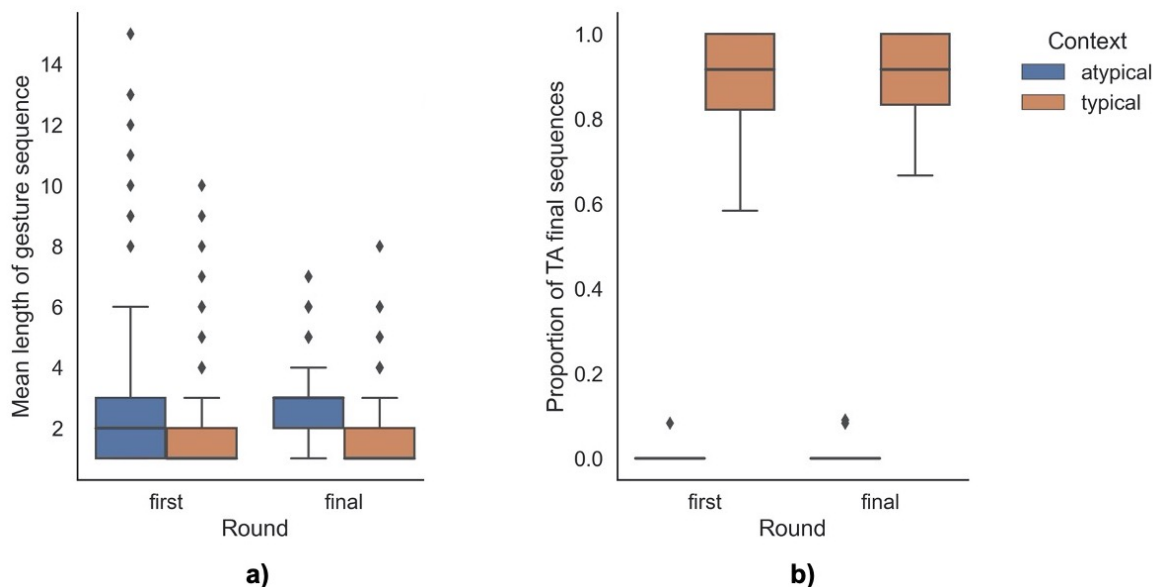 Mean length of gesture sequence
14
12
10
8
6
4
2
first final
Round
a)
Proportion of TA final sequences
1.0
0.8
0.6
0.4
0.2
0.0
first final
Round
b)
Context
atypical
typical